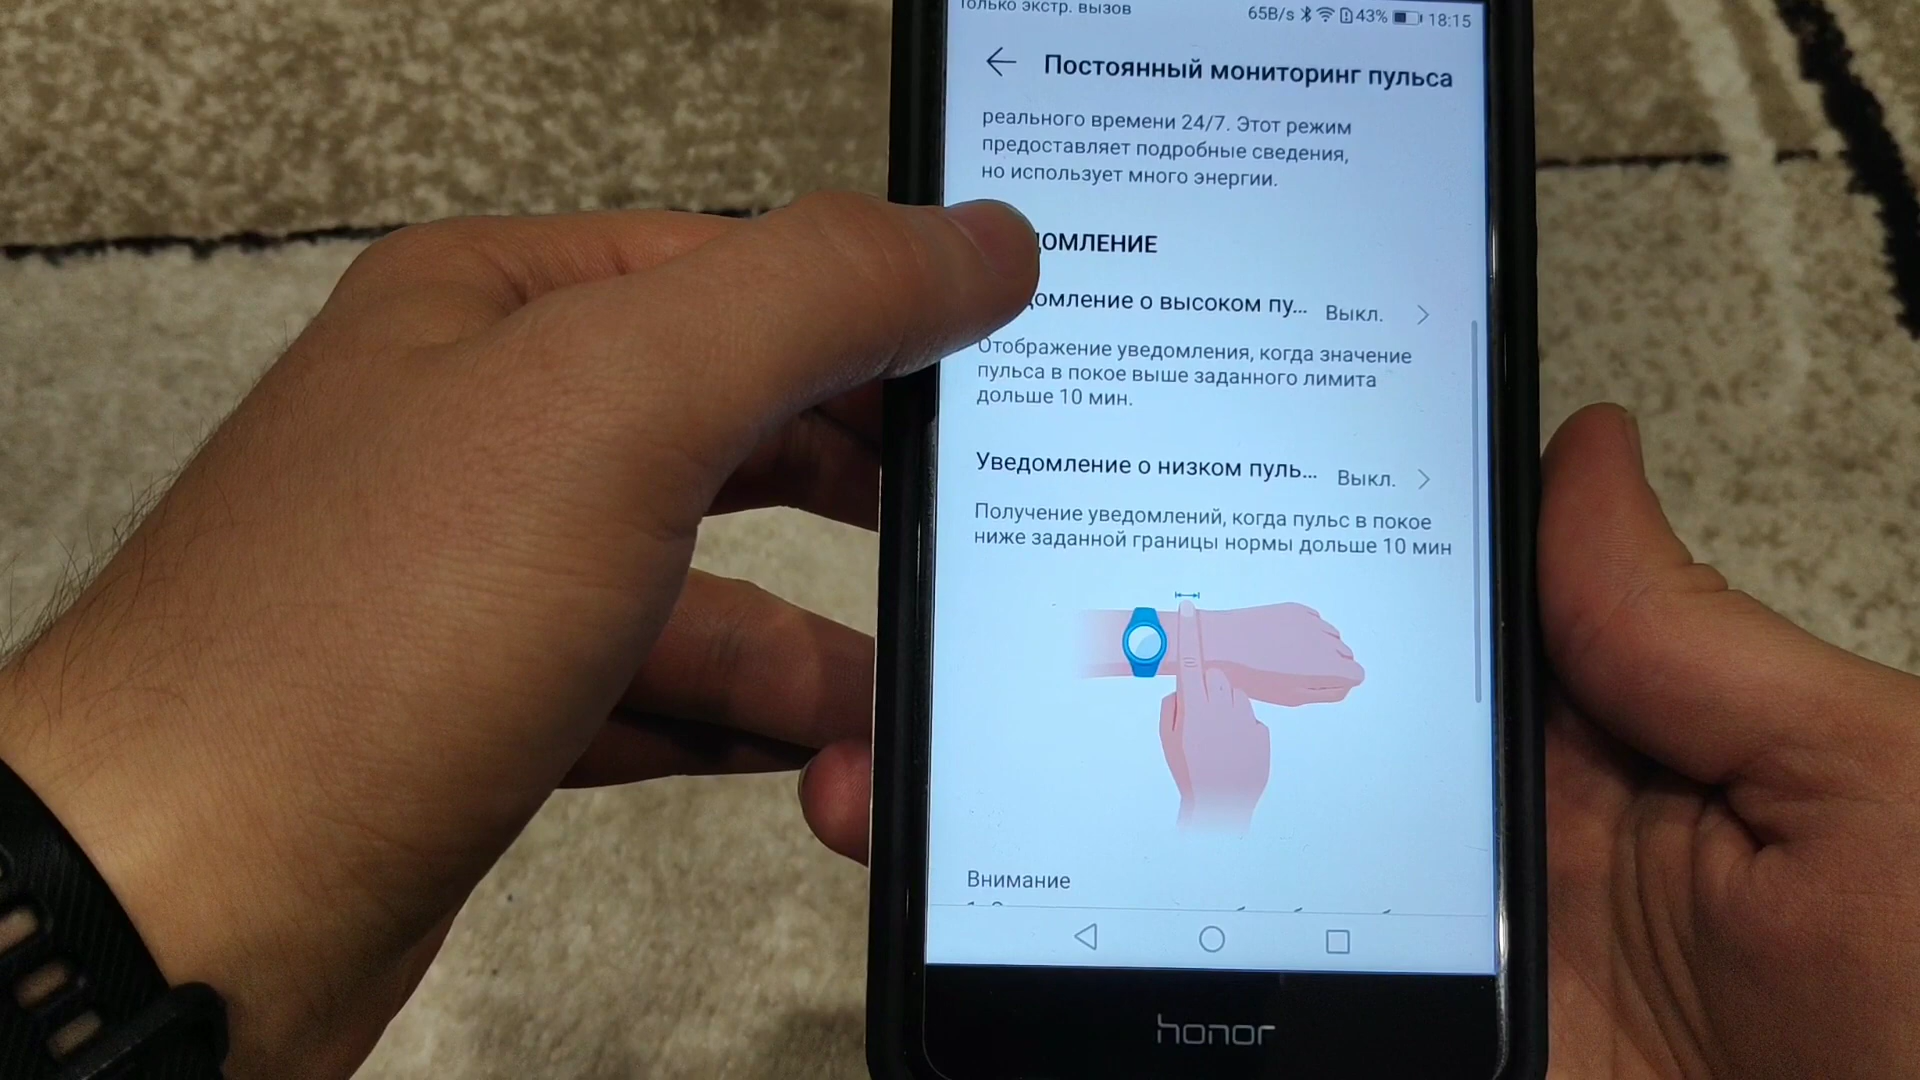 только экстр. вызов 65B/s 43% 18:15
Постоянный мониторинг пульса
реального времени 24/7. Этот режим
предоставляет подробные сведения,
но использует много энергии.
ДОМЛЕНИЕ
домление о высоком пу... Выкл.
Отображение уведомления, когда значение
пульса в покое выше заданного лимита
дольше 10 мин.
Уведомление о низком пуль... Выкл.
Получение уведомлений, когда пульс в покое
ниже заданной границы нормы дольше 10 мин
Внимание
honor